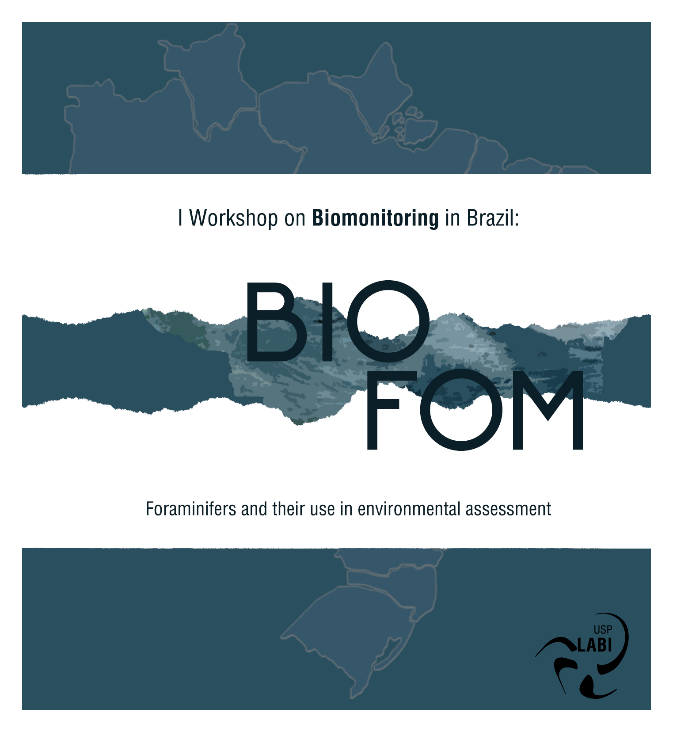 I Workshop on Biomonitoring in Brazil:
BIO
FOM
Foraminifers and their use in environmental assessment
USP
LABI